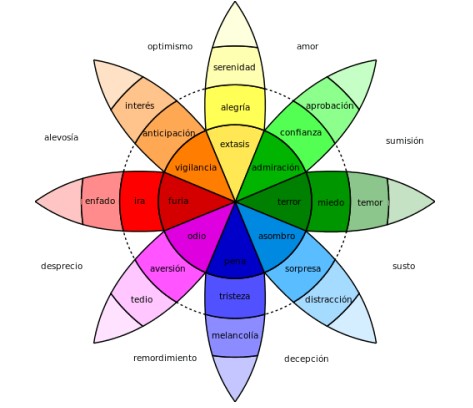 optimismo
amor
serenidad
interés
alegría
aprobación
anticipación
confianza
alevosía
extasis
sumisión
vigilancia
admiración
enfado
ira
furia
terror
miedo
temor
odio
asombro
pena
desprecio
aversión
sorpresa
susto
tedio
tristeza
distracción
melancolía
remordimiento
decepción